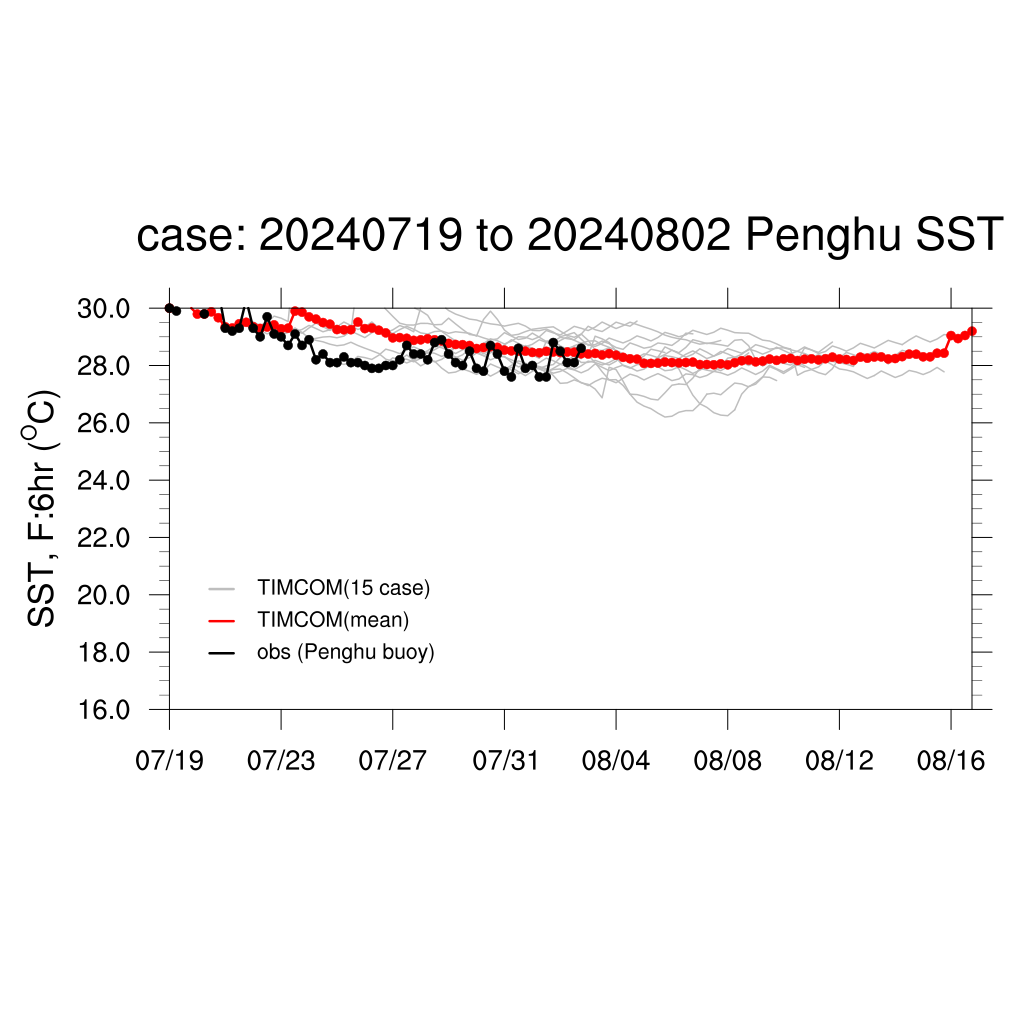 case: 20240719 to 20240802 Penghu SST
SST, F:6hr (°C)
30.0
28.0
26.0
24.0
22.0
20.0
18.0
16.0
TIMCOM(15 case)
TIMCOM(mean)
obs (Penghu buoy)
07/19 07/23 07/27 07/31 08/04 08/08 08/12 08/16